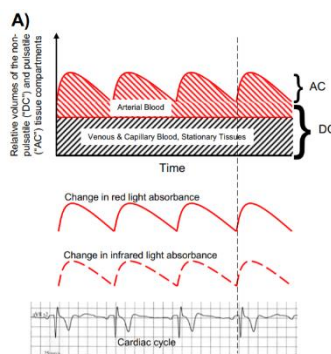 A)
Relative volumes of the non-
pulsatile ("DC") and pulsatile
("AC") tissue compartments
AC
Arterial Blood
DC
Venous & Capillary Blood, Stationary Tissues
Time
Change in red light absorbance
Change in infrared light absorbance
Cardiac cycle